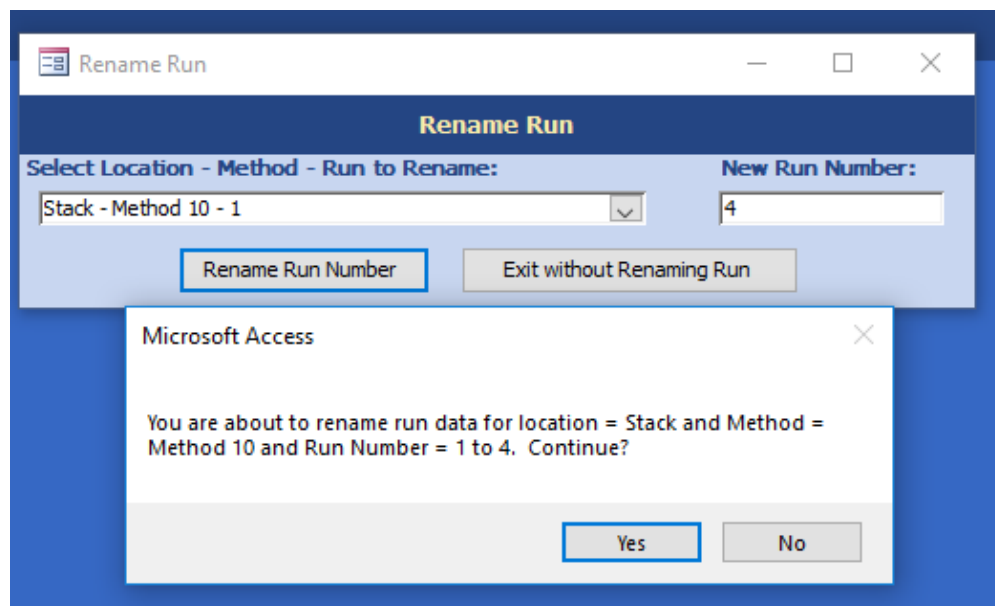 Rename Run
Rename Run
Select Location - Method - Run to Rename:
New Run Number:
Stack - Method 10 - 1
4
Rename Run Number
Exit without Renaming Run
Microsoft Access
You are about to rename run data for location = Stack and Method =
Method 10 and Run Number = 1 to 4.  Continue?
Yes
No